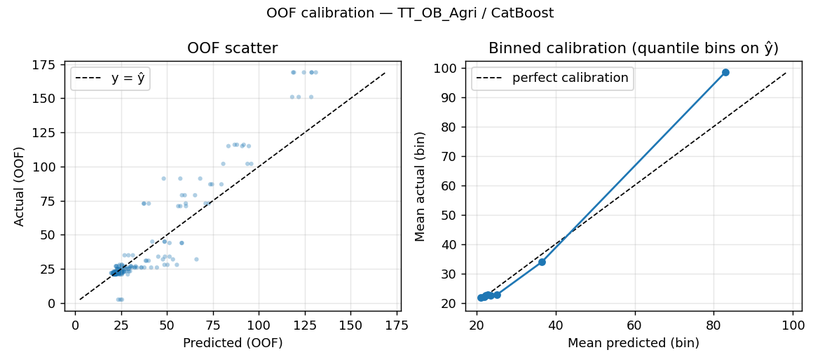 OOF calibration — TT_OB_Agri / CatBoost
OOF scatter
y = ŷ
Actual (OOF)
175
150
125
100
75
50
25
0
0 25 50 75 100 125 150 175
Predicted (OOF)
Binned calibration (quantile bins on ŷ)
perfect calibration
Mean actual (bin)
100
90
80
70
60
50
40
30
20
20 40 60 80 100
Mean predicted (bin)